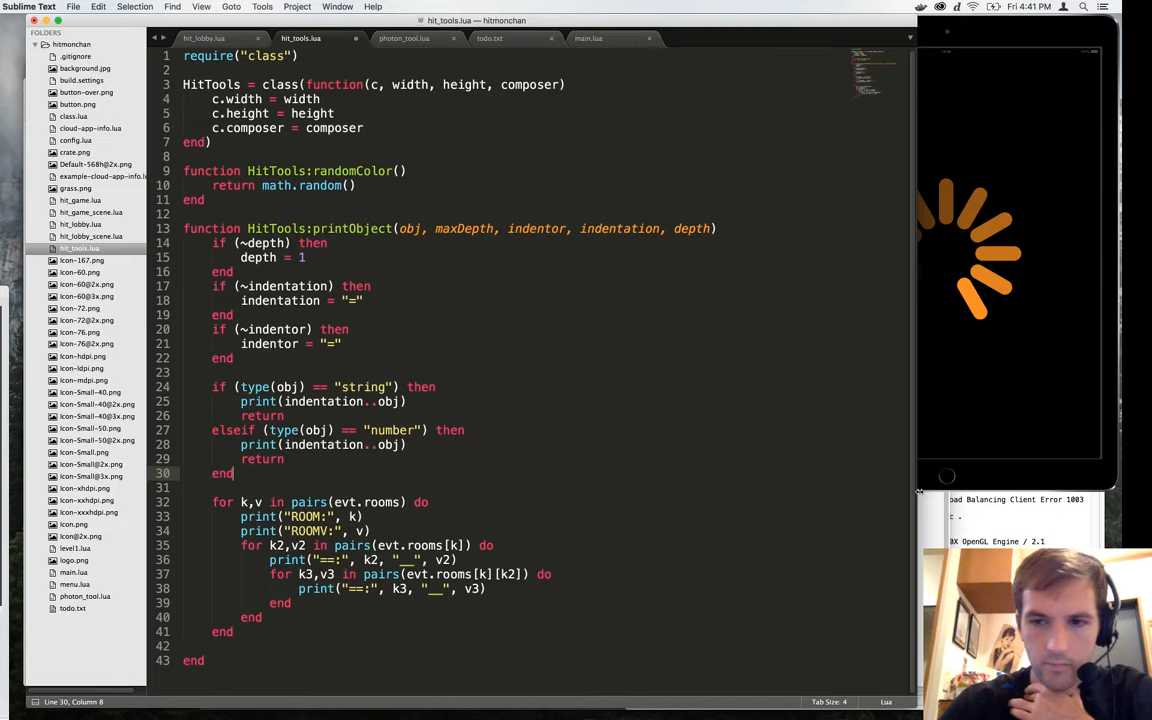 Sublime Text File Edit Selection Find View Goto Tools Project Window Help
Fri 4:41 PM
hit_tools.lua — hitmonchan
FOLDERS
hitmonchan
.gitignore
background.jpg
build.settings
button-over.png
button.png
class.lua
cloud-app-info.lua
config.lua
crate.png
Default-568h@2x.png
example-cloud-app-info.lua
grass.png
hit_game.lua
hit_game_scene.lua
hit_lobby.lua
hit_lobby_scene.lua
hit_tools.lua
Icon-167.png
Icon-60.png
Icon-60@2x.png
Icon-60@3x.png
Icon-72.png
Icon-72@2x.png
Icon-76.png
Icon-76@2x.png
Icon-hdpi.png
Icon-ldpi.png
Icon-mdpi.png
Icon-Small-40.png
Icon-Small-40@2x.png
Icon-Small-40@3x.png
Icon-Small-50.png
Icon-Small-50@2x.png
Icon-Small.png
Icon-Small@2x.png
Icon-Small@3x.png
Icon-xhdpi.png
Icon-xxhdpi.png
Icon-xxxhdpi.png
Icon.png
Icon@2x.png
level1.lua
logo.png
main.lua
menu.lua
photon_tool.lua
todo.txt
hit_lobby.lua hit_tools.lua photon_tool.lua todo.txt main.lua
1 require("class")
2
3 HitTools = class(function(c, width, height, composer)
4 c.width = width
5 c.height = height
6 c.composer = composer
7 end)
8
9 function HitTools:randomColor()
10 return math.random()
11 end
12
13 function HitTools:printObject(obj, maxDepth, indentor, indentation, depth)
14 if (~depth) then
15 depth = 1
16 end
17 if (~indentation) then
18 indentation = "="
19 end
20 if (~indentor) then
21 indentor = "="
22 end
23
24 if (type(obj) == "string") then
25 print(indentation..obj)
26 return
27 elseif (type(obj) == "number") then
28 print(indentation..obj)
29 return
30 end
31
32 for k,v in pairs(evt.rooms) do
33 print("ROOM:", k)
34 print("ROOMV:", v)
35 for k2,v2 in pairs(evt.rooms[k]) do
36 print("==:", k2, "__", v2)
37 for k3,v3 in pairs(evt.rooms[k][k2]) do
38 print("==:", k3, "__", v3)
39 end
40 end
41 end
42
43 end
oad Balancing Client Error 1003
c .
0X OpenGL Engine / 2.1
Line 30, Column 8
Tab Size: 4
Lua